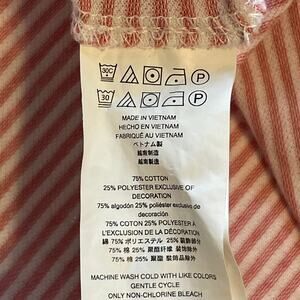 30C P
30 P
MADE IN VIETNAM
HECHO EN VIETNAM
FABRIQUÉ AU VIETNAM
ベトナム製
越南製造
越南制造
75% COTTON
25% POLYESTER EXCLUSIVE OF
DECORATION
75% algodón 25% poliéster exclusivo de
decoración
75% COTON 25% POLYESTER À
L'EXCLUSION DE LA DÉCORATION
綿 75% ポリエステル 25% 装飾部分
75% 棉 25% 聚酯纖維 裝飾除外
75% 棉 25% 聚酯 装饰品除外
MACHINE WASH COLD WITH LIKE COLORS
GENTLE CYCLE
ONLY NON-CHLORINE BLEACH